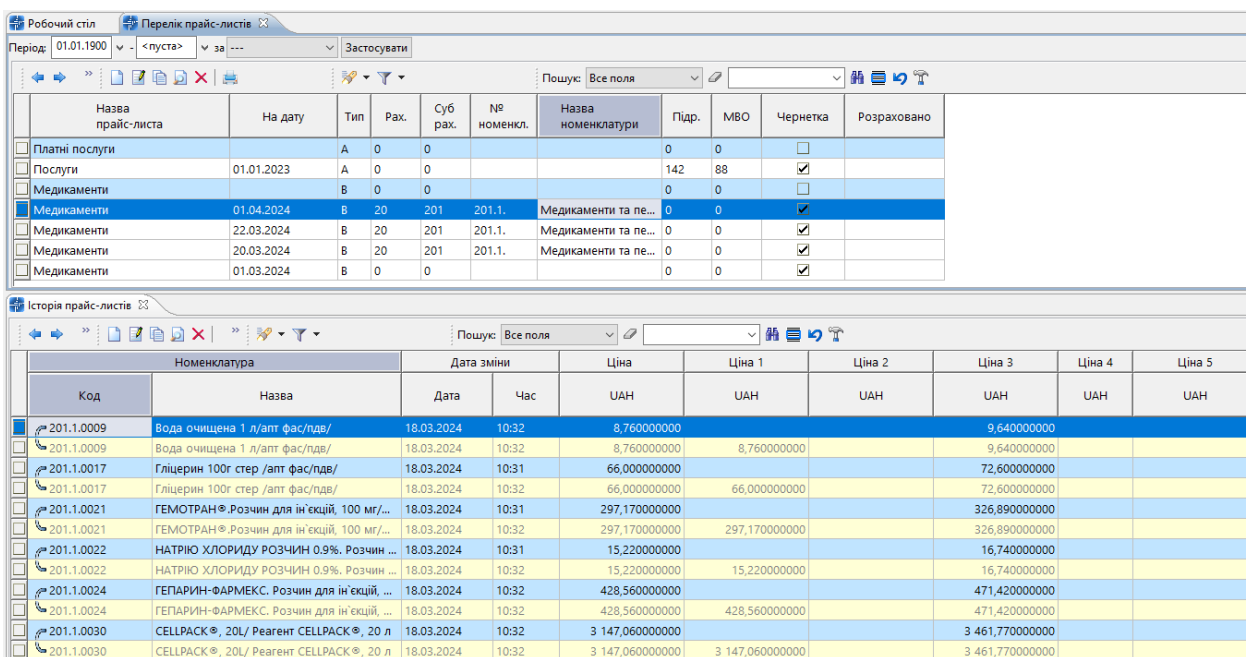 Робочий стіл Перелік прайс-листів
Період: 01.01.1900 - <пуста> за --- Застосувати
» Пошук: Все поля
Назва прайс-листа На дату Тип Рах. Суб рах. № номенкл. Назва номенклатури Підр. МВО Чернетка Розраховано
Платні послуги A 0 0 0 0
Послуги 01.01.2023 A 0 0 142 88
Медикаменти B 0 0 0 0
Медикаменти 01.04.2024 B 20 201 201.1. Медикаменти та пе... 0 0
Медикаменти 22.03.2024 B 20 201 201.1. Медикаменти та пе... 0 0
Медикаменти 20.03.2024 B 20 201 201.1. Медикаменти та пе... 0 0
Медикаменти 01.03.2024 B 0 0 0 0
Історія прайс-листів
» » Пошук: Все поля
Номенклатура Дата зміни Ціна Ціна 1 Ціна 2 Ціна 3 Ціна 4 Ціна 5
Код Назва Дата Час UAH UAH UAH UAH UAH UAH
201.1.0009 Вода очищена 1 л/апт фас/пдв/ 18.03.2024 10:32 8,760000000 9,640000000
201.1.0009 Вода очищена 1 л/апт фас/пдв/ 18.03.2024 10:32 8,760000000 8,760000000 9,640000000
201.1.0017 Гліцерин 100г стер /апт фас/пдв/ 18.03.2024 10:31 66,000000000 72,600000000
201.1.0017 Гліцерин 100г стер /апт фас/пдв/ 18.03.2024 10:32 66,000000000 66,000000000 72,600000000
201.1.0021 ГЕМОТРАН®.Розчин для ін`єкцій, 100 мг/... 18.03.2024 10:31 297,170000000 326,890000000
201.1.0021 ГЕМОТРАН®.Розчин для ін`єкцій, 100 мг/... 18.03.2024 10:32 297,170000000 297,170000000 326,890000000
201.1.0022 НАТРІЮ ХЛОРИДУ РОЗЧИН 0.9%. Розчин ... 18.03.2024 10:31 15,220000000 16,740000000
201.1.0022 НАТРІЮ ХЛОРИДУ РОЗЧИН 0.9%. Розчин ... 18.03.2024 10:32 15,220000000 15,220000000 16,740000000
201.1.0024 ГЕПАРИН-ФАРМЕКС. Розчин для ін`єкцій, ... 18.03.2024 10:32 428,560000000 471,420000000
201.1.0024 ГЕПАРИН-ФАРМЕКС. Розчин для ін`єкцій, ... 18.03.2024 10:32 428,560000000 428,560000000 471,420000000
201.1.0030 CELLPACK®, 20L/ Реагент CELLPACK®, 20 л 18.03.2024 10:32 3 147,060000000 3 461,770000000
201.1.0030 CELLPACK®, 20L/ Реагент CELLPACK®, 20 л 18.03.2024 10:32 3 147,060000000 3 147,060000000 3 461,770000000